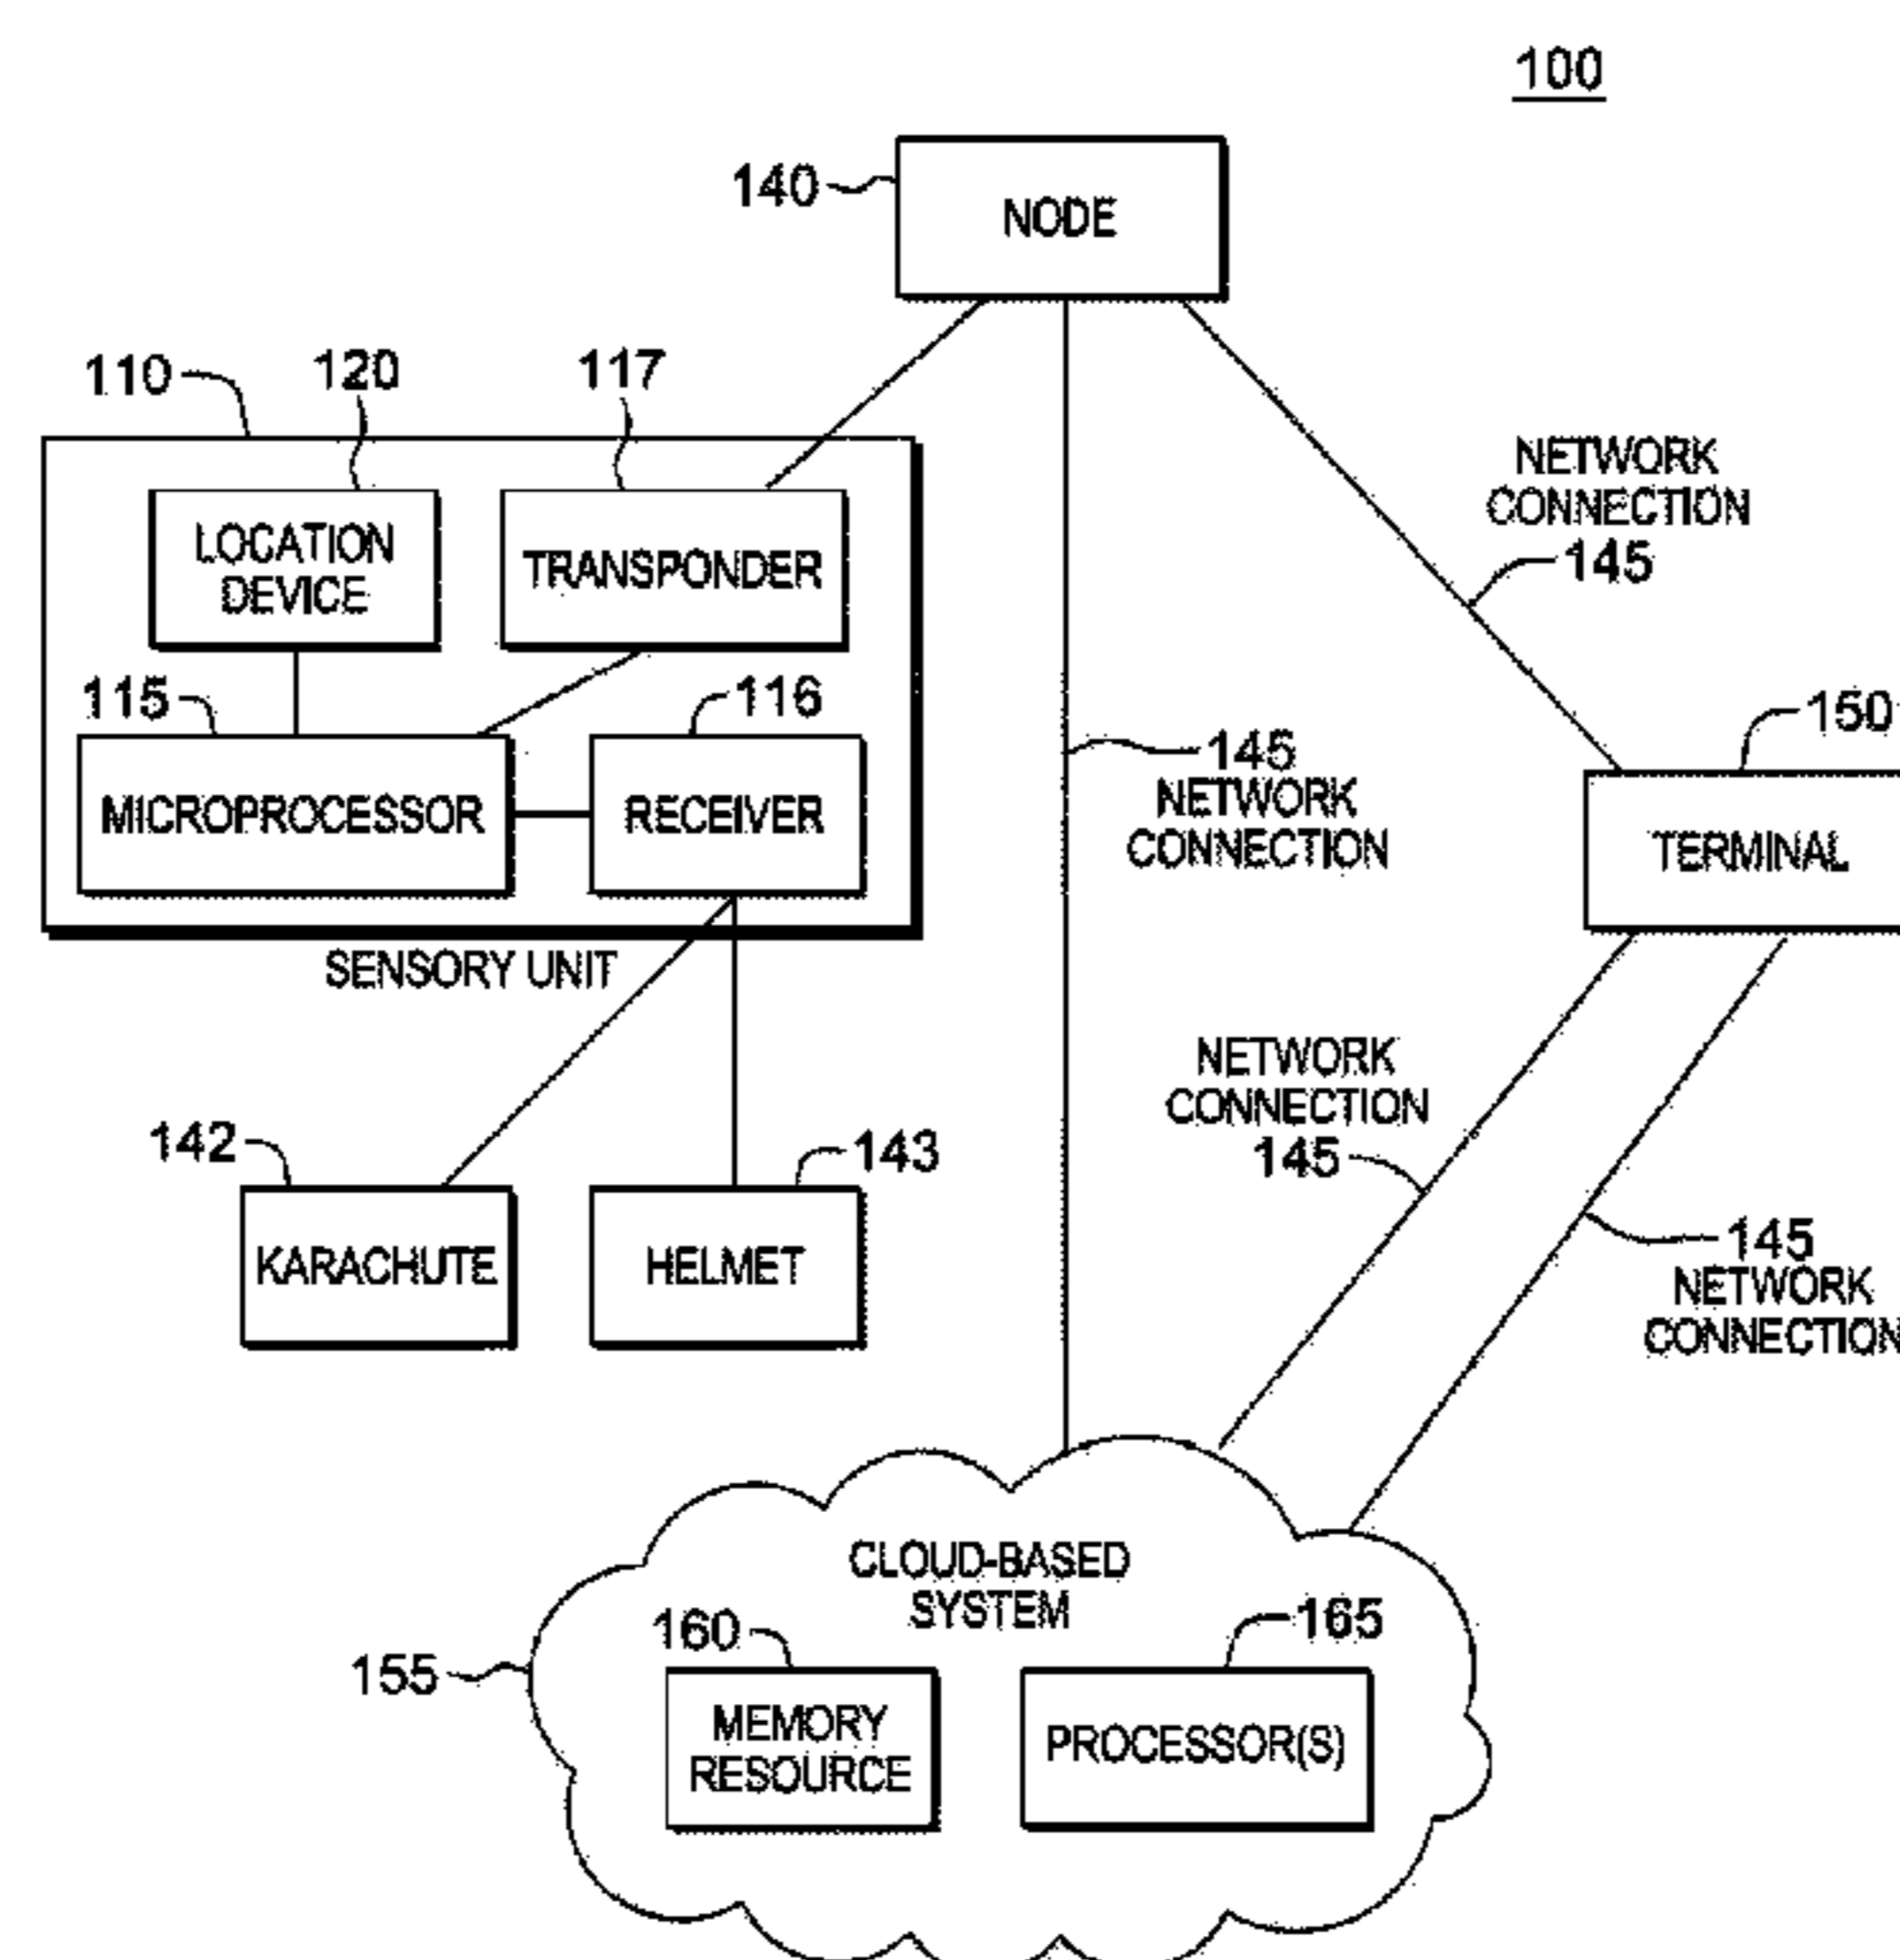 100
140
NODE
110
120
117
LOCATION
DEVICE
TRANSPONDER
115
116
MICROPROCESSOR
RECEIVER
SENSORY UNIT
NETWORK
CONNECTION
145
145
NETWORK
CONNECTION
150
TERMINAL
142
143
KARACHUTE
HELMET
NETWORK
CONNECTION
145
145
NETWORK
CONNECTION
CLOUD-BASED
SYSTEM
155
160
165
MEMORY
RESOURCE
PROCESSOR(S)